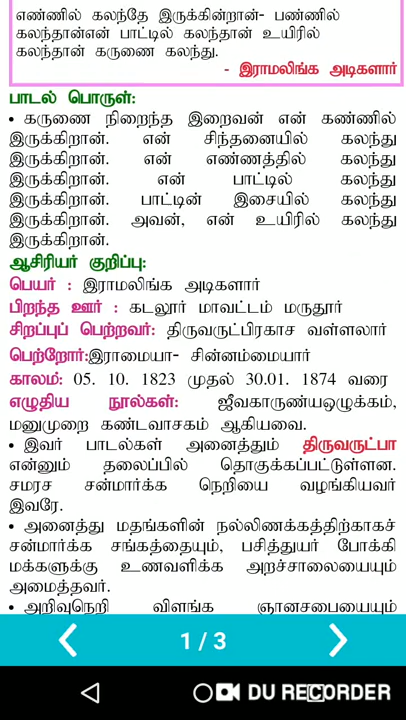 எண்ணில் கலந்தே இருக்கின்றான்- பண்ணில்
கலந்தான்என் பாட்டில் கலந்தான் உயிரில்
கலந்தான் கருணை கலந்து.
- இராமலிங்க அடிகளார்
பாடல் பொருள்:
• கருணை நிறைந்த இறைவன் என் கண்ணில்
இருக்கிறான். என் சிந்தனையில் கலந்து
இருக்கிறான். என் எண்ணத்தில் கலந்து
இருக்கிறான். என் பாட்டில் கலந்து
இருக்கிறான். பாட்டின் இசையில் கலந்து
இருக்கிறான். அவன், என் உயிரில் கலந்து
இருக்கிறான்.
ஆசிரியர் குறிப்பு:
பெயர் : இராமலிங்க அடிகளார்
பிறந்த ஊர் : கடலூர் மாவட்டம் மருதூர்
சிறப்புப் பெற்றவர்: திருவருட்பிரகாச வள்ளலார்
பெற்றோர்:இராமையா- சின்னம்மையார்
காலம்: 05. 10. 1823 முதல் 30.01. 1874 வரை
எழுதிய நூல்கள்: ஜீவகாருண்யஒழுக்கம்,
மனுமுறை கண்டவாசகம் ஆகியவை.
• இவர் பாடல்கள் அனைத்தும் திருவருட்பா
என்னும் தலைப்பில் தொகுக்கப்பட்டுள்ளன.
சமரச சன்மார்க்க நெறியை வழங்கியவர்
இவரே.
• அனைத்து மதங்களின் நல்லிணக்கத்திற்காகச்
சன்மார்க்க சங்கத்தையும், பசித்துயர் போக்கி
மக்களுக்கு உணவளிக்க அறச்சாலையையும்
அமைத்தவர்.
• அறிவுநெறி விளங்க ஞானசபையையும்
1 / 3
DU RECORDER